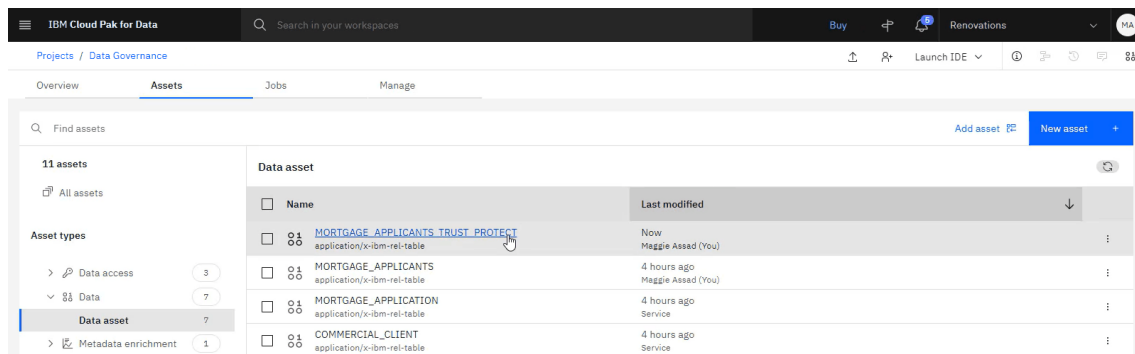 IBM Cloud Pak for Data
Search in your workspaces
Buy
5
Renovations
MA
Projects / Data Governance
Launch IDE
Overview
Assets
Jobs
Manage
Find assets
Add asset
New asset +
11 assets
All assets
Asset types
Data access 3
Data 7
Data asset 7
Metadata enrichment 1
Data asset
Name
Last modified
MORTGAGE_APPLICANTS_TRUST_PROTECT
Now
application/x-ibm-rel-table
Maggie Assad (You)
MORTGAGE_APPLICANTS
4 hours ago
application/x-ibm-rel-table
Maggie Assad (You)
MORTGAGE_APPLICATION
4 hours ago
application/x-ibm-rel-table
Service
COMMERCIAL_CLIENT
4 hours ago
application/x-ibm-rel-table
Service